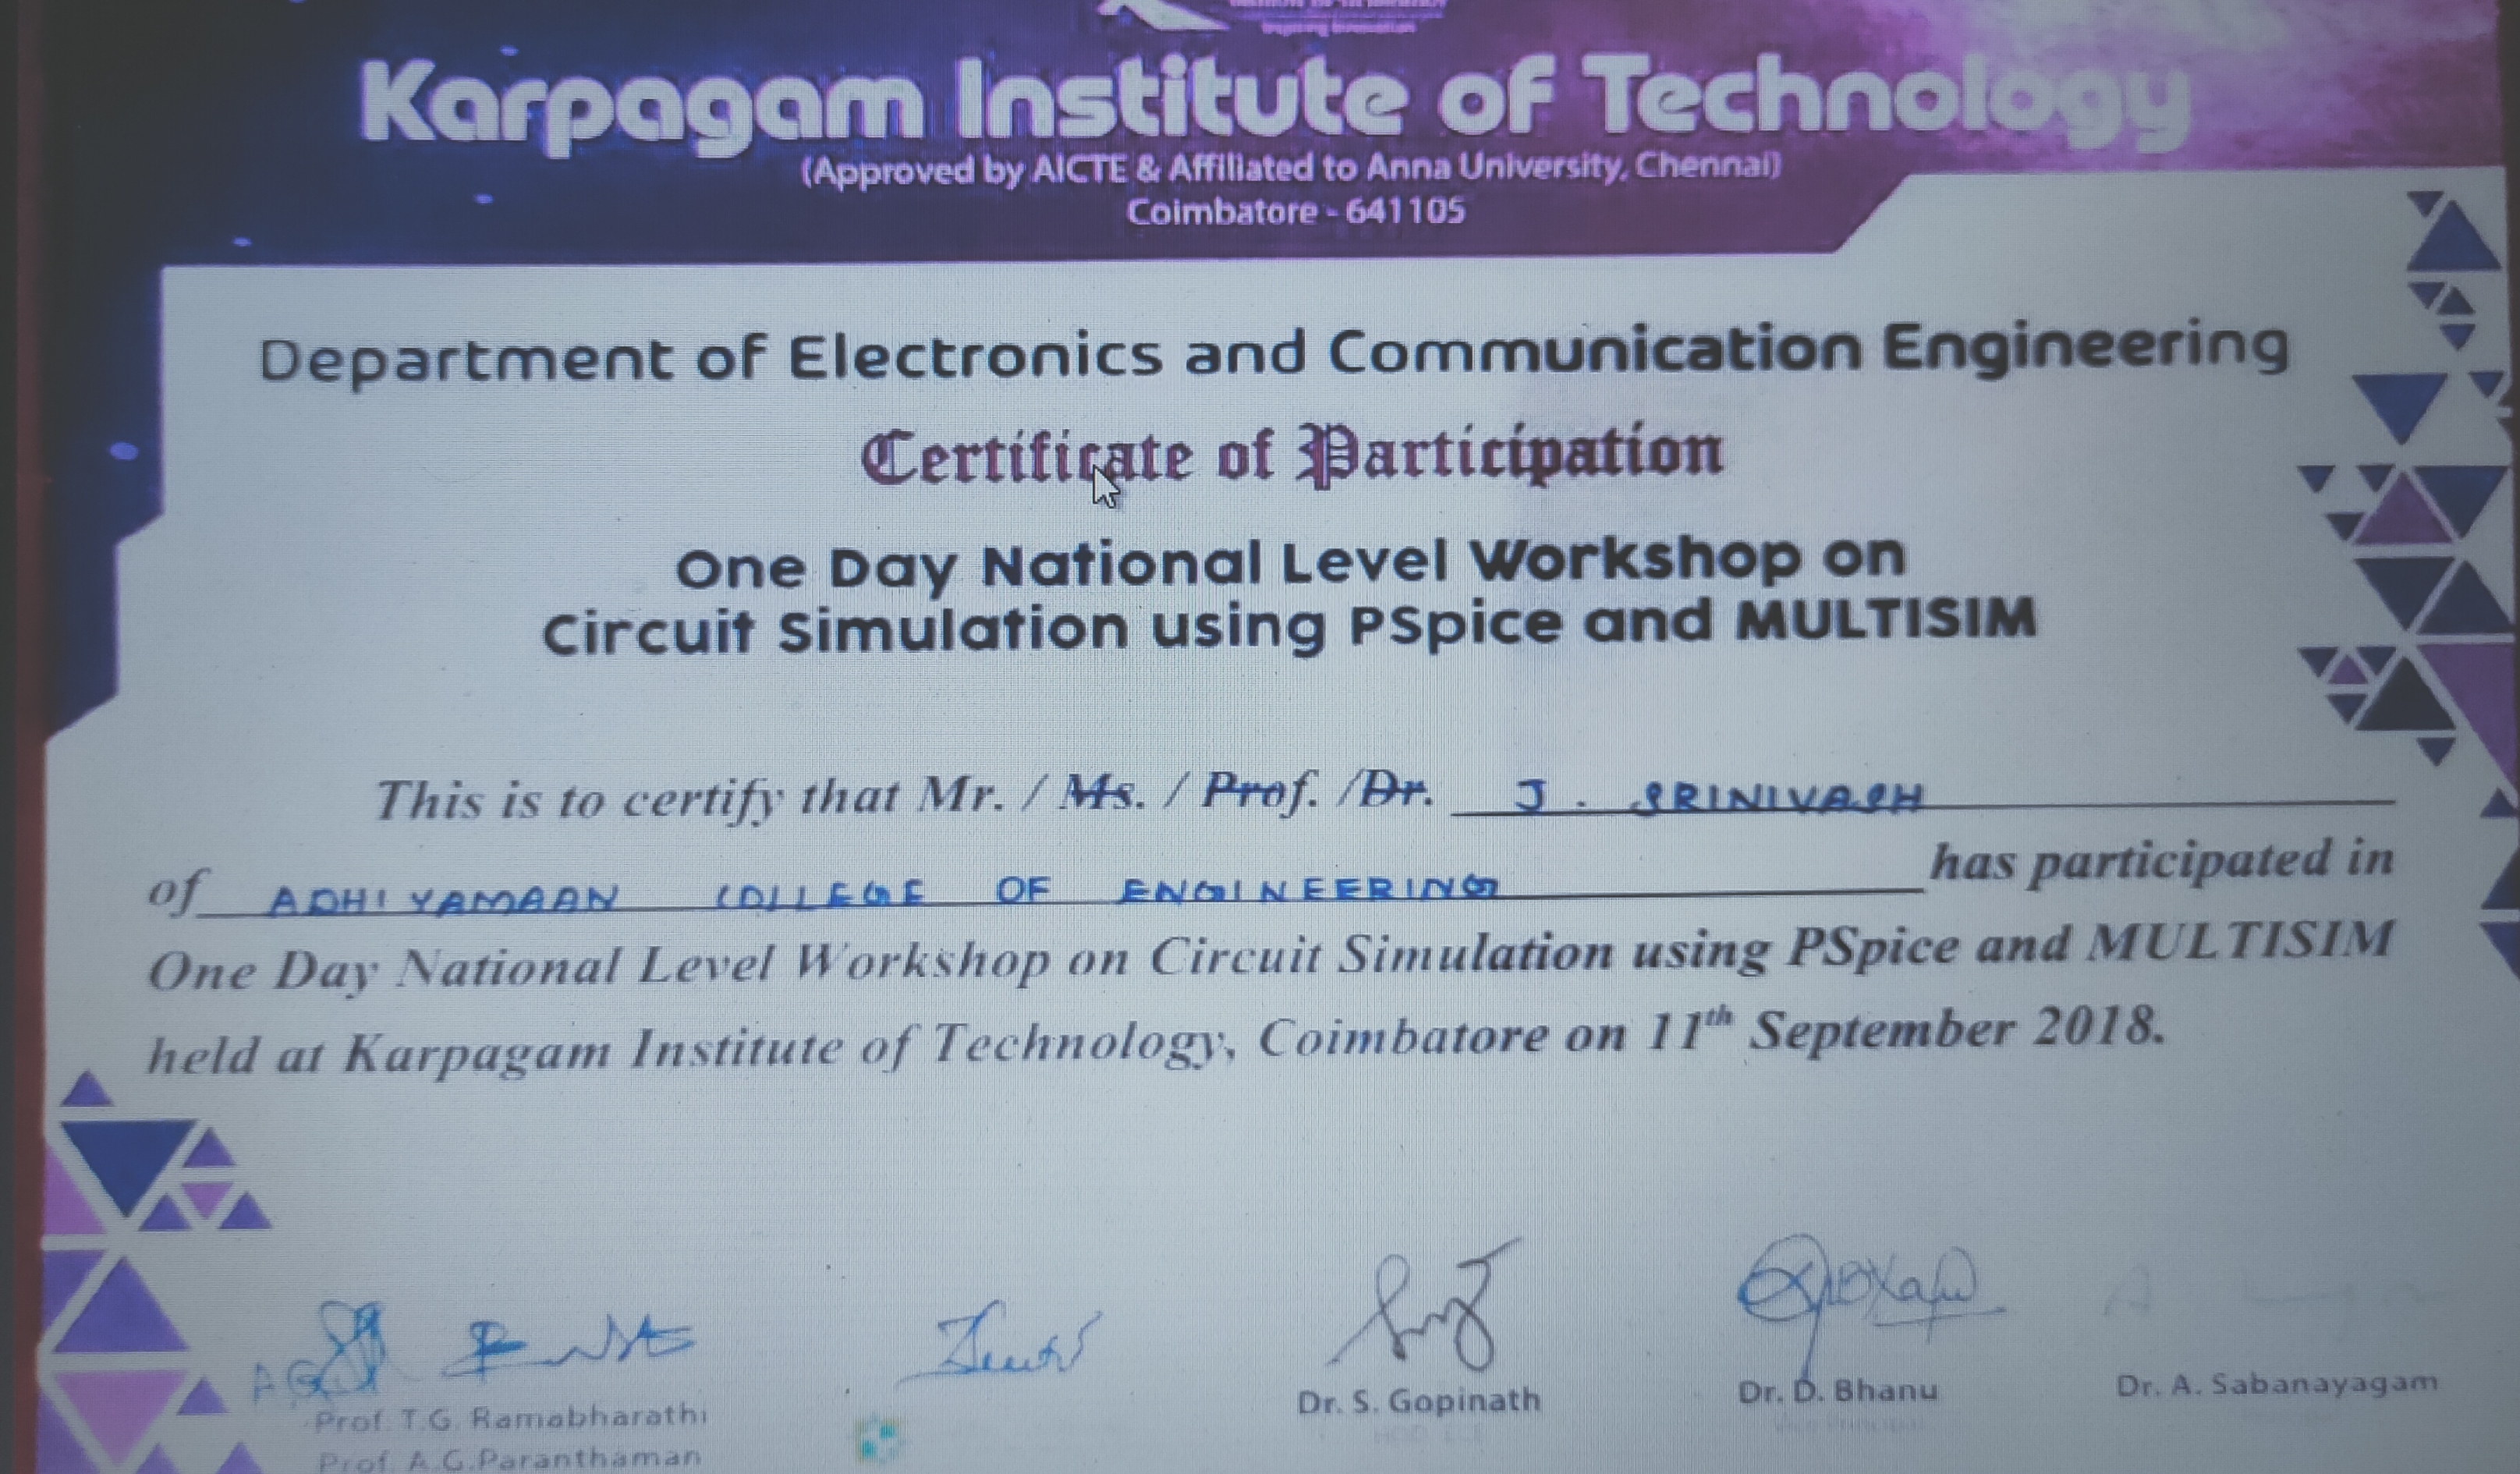 Karpagam Institute of Technology
(Approved by AICTE & Affiliated to Anna University, Chennai)
Coimbatore - 641105
Department of Electronics and Communication Engineering
Certificate of Participation
One Day National Level Workshop on
Circuit Simulation using PSpice and MULTISIM
This is to certify that Mr. / Ms. / Prof. /Dr. J. SRINIVASH
of ADHIYAMAAN COLLEGE OF ENGINEERING has participated in
One Day National Level Workshop on Circuit Simulation using PSpice and MULTISIM
held at Karpagam Institute of Technology, Coimbatore on 11th September 2018.
Prof. T.G. Ramabharathi
Prof. A.G.Paranthaman
Dr. S. Gopinath
Dr. D. Bhanu
Vice Principal
Dr. A. Sabanayagam